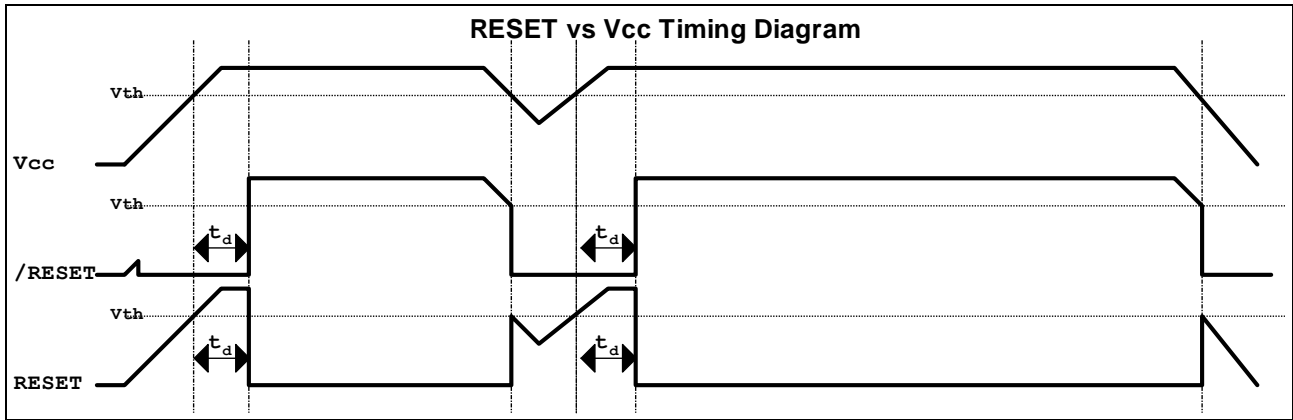 RESET vs Vcc Timing Diagram
Vth
Vcc
Vth
td
td
/RESET
Vth
td
td
RESET